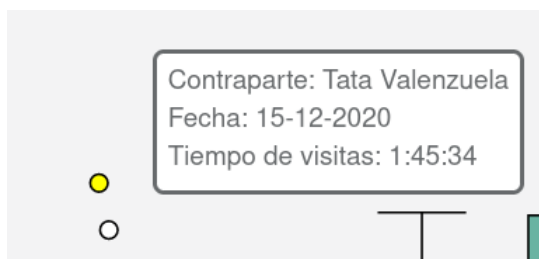 Contraparte: Tata Valenzuela
Fecha: 15-12-2020
Tiempo de visitas: 1:45:34